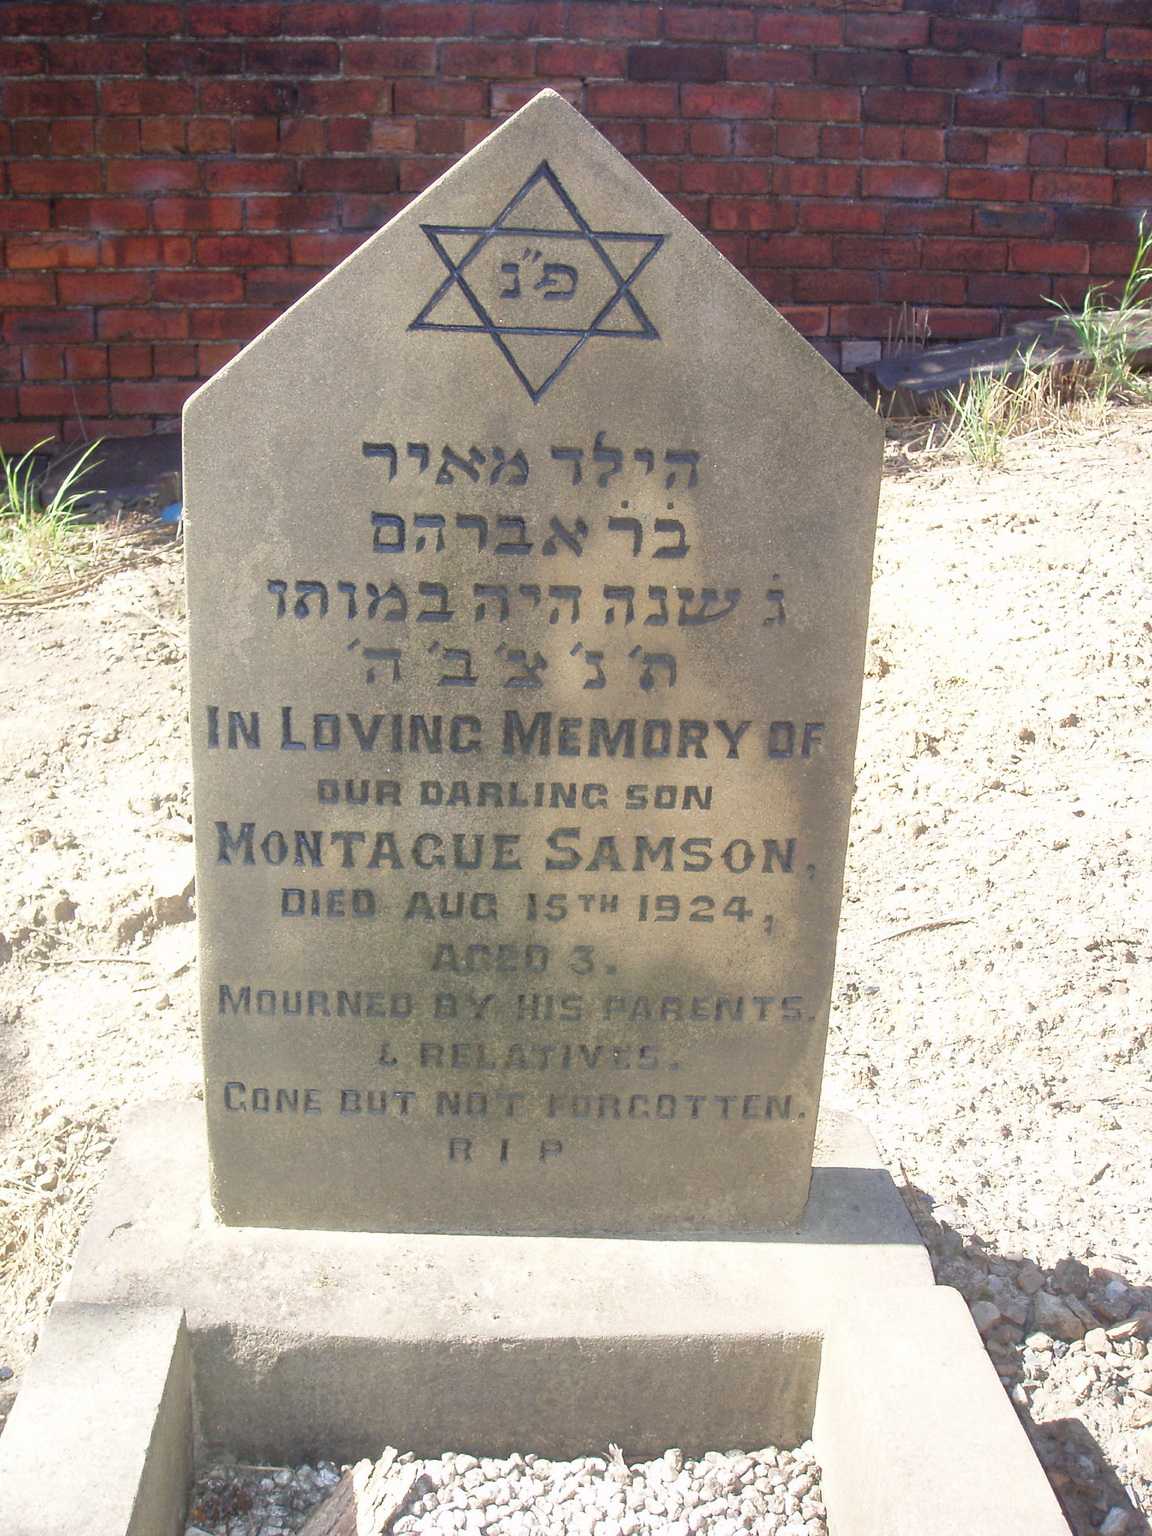 פ"נ
הילד מאיר
בר אברהם
ג שנה היה במותו
ת' נ' צ' ב' ה'
IN LOVING MEMORY OF
OUR DARLING SON
MONTAGUE SAMSON,
DIED AUG 15TH 1924,
AGED 3.
MOURNED BY HIS PARENTS.
& RELATIVES.
GONE BUT NOT FORGOTTEN.
R I P